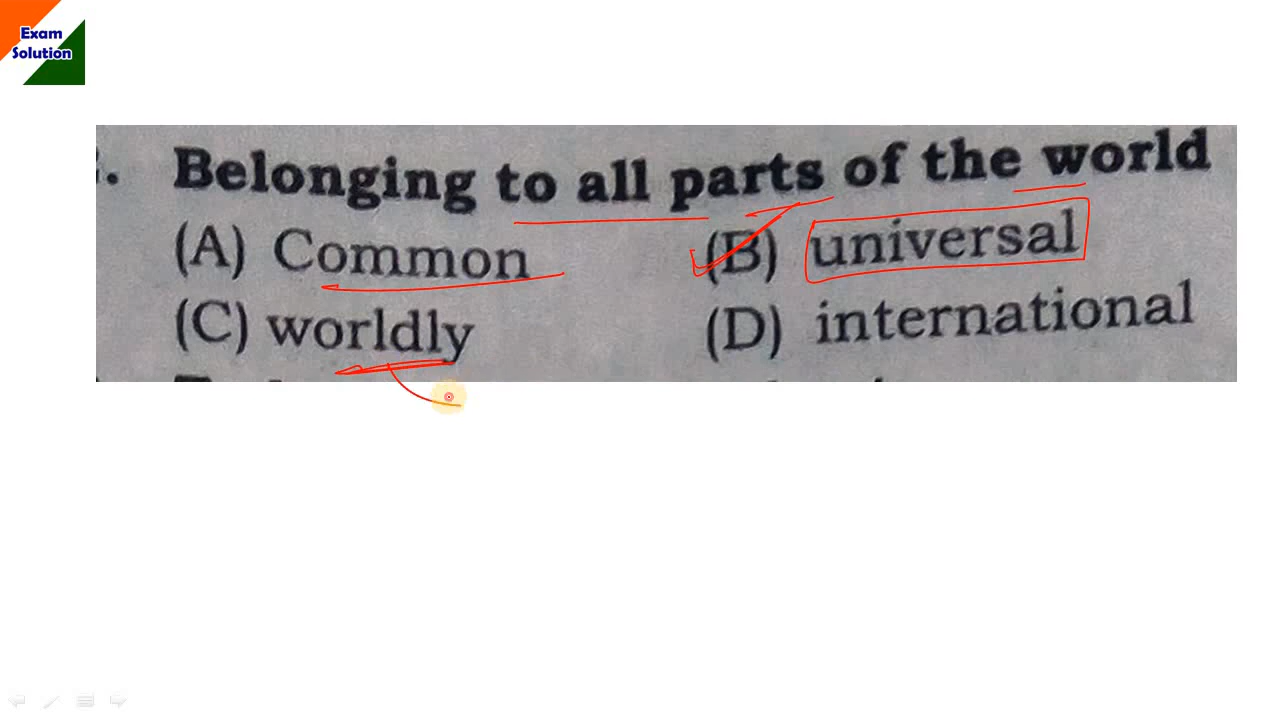 Exam
Solution
. Belonging to all parts of the world
(A) Common (B) universal
(C) worldly (D) international